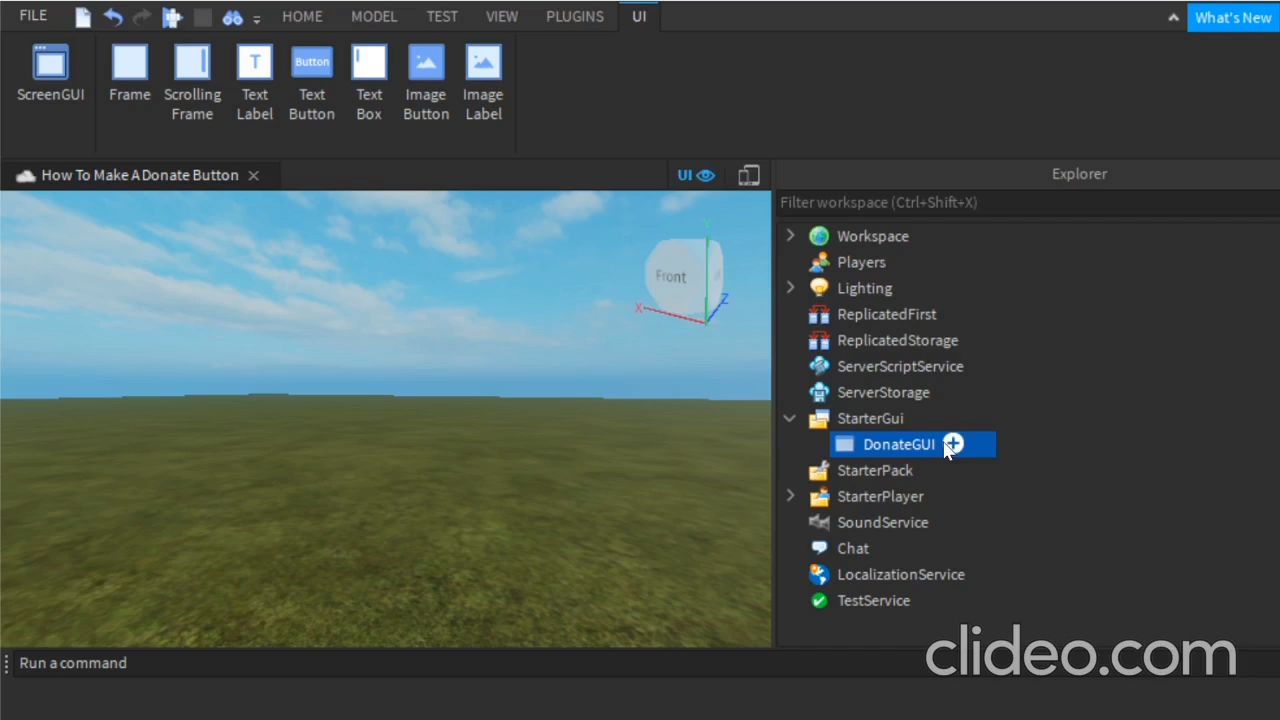 FILE
HOME
MODEL
TEST
VIEW
PLUGINS
UI
What's New
ScreenGUI
Frame
Scrolling
Frame
Text
Label
Button
Text
Button
Text
Box
Image
Button
Image
Label
T
How To Make A Donate Button
UI
Explorer
Filter workspace (Ctrl+Shift+X)
Front
Y
X
Z
Workspace
Players
Lighting
ReplicatedFirst
ReplicatedStorage
ServerScriptService
ServerStorage
StarterGui
DonateGUI
StarterPack
StarterPlayer
SoundService
Chat
LocalizationService
TestService
Run a command
clideo.com